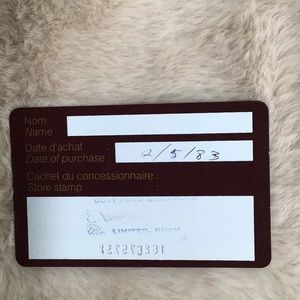 Nom :
Name :
Date d'achat
Date of purchase : 2/5/83
Cachet du concessionnaire :
Store stamp :
LIMITED,